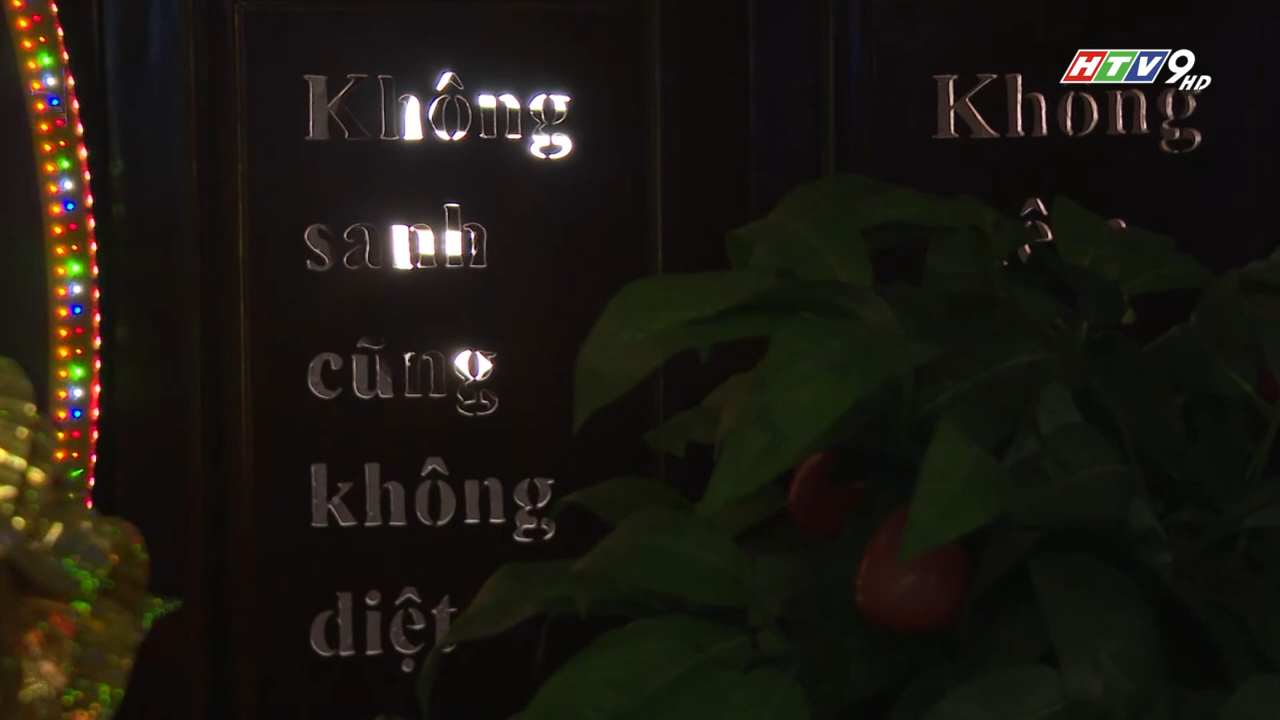 HTV9 HD
Không
sanh
cũng
không
diệt
Không